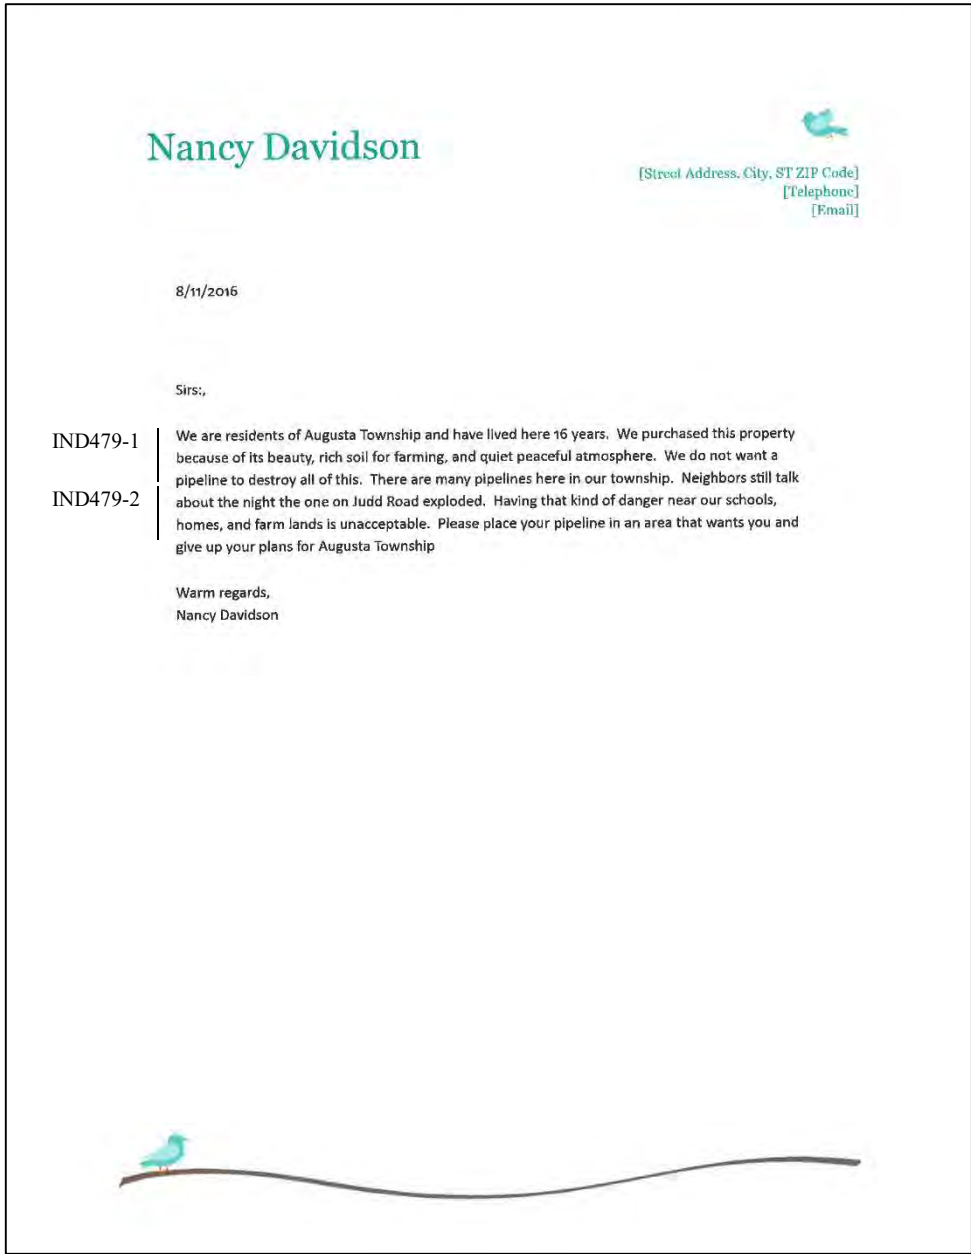 Nancy Davidson
[Street Address, City, ST ZIP Code]
[Telephone]
[Email]
8/11/2016
Sirs:,
IND479-1
We are residents of Augusta Township and have lived here 16 years. We purchased this property
because of its beauty, rich soil for farming, and quiet peaceful atmosphere. We do not want a
pipeline to destroy all of this. There are many pipelines here in our township. Neighbors still talk
IND479-2
about the night the one on Judd Road exploded. Having that kind of danger near our schools,
homes, and farm lands is unacceptable. Please place your pipeline in an area that wants you and
give up your plans for Augusta Township
Warm regards,
Nancy Davidson